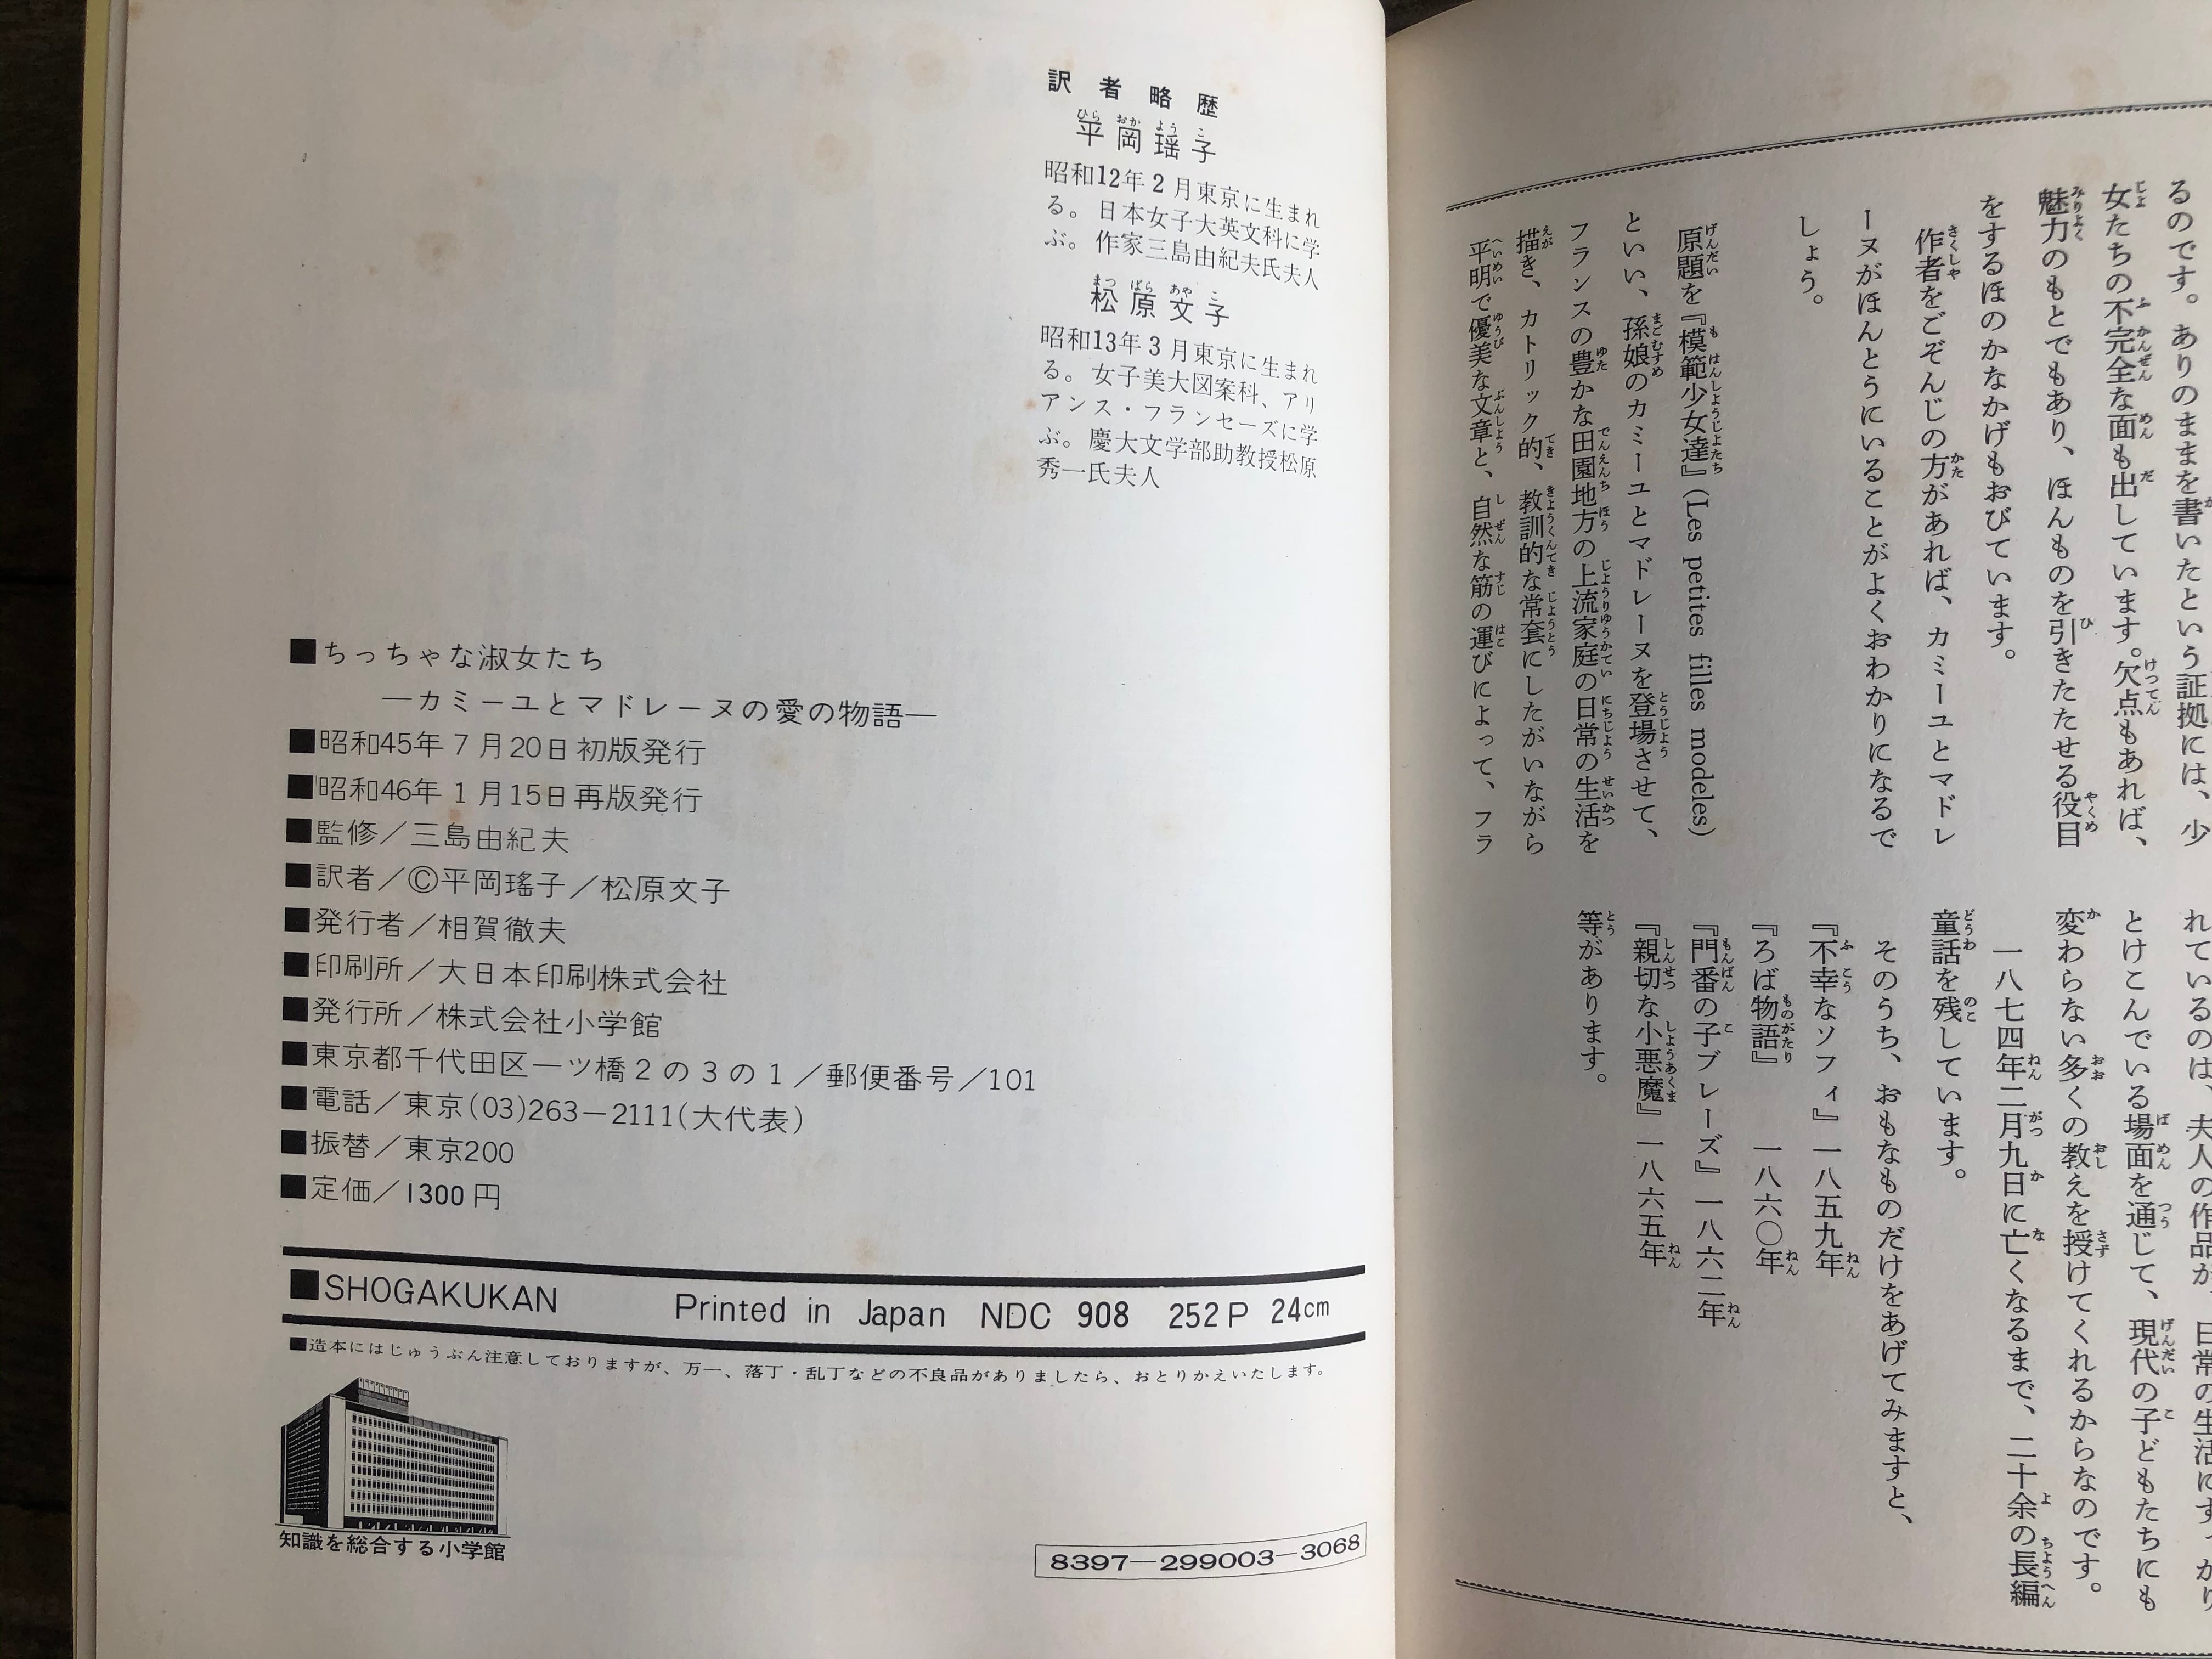 るのです。ありのままを書いたという証拠には、少
女たちの不完全な面も出しています。欠点もあれば、
魅力のもとでもあり、ほんものを引きたたせる役目
をするほのかなかげもおびています。
作者をごぞんじの方があれば、カミーユとマドレ
ーヌがほんとうにいることがよくおわかりになるで
しょう。
原題を『模範少女達』(Les petites filles modeles)
といい、孫娘のカミーユとマドレーヌを登場させて、
フランスの豊かな田園地方の上流家庭の日常の生活を
描き、カトリック的、教訓的な常套にしたがいながら
平明で優美な文章と、自然な筋の運びによって、フラ
れているのは、夫人の作品が、日常の生活にすっかり
とけこんでいる場面を通じて、現代の子どもたちにも
変わらない多くの教えを授けてくれるからなのです。
一八七四年二月九日に亡くなるまで、二十余の長編
童話を残しています。
そのうち、おもなものだけをあげてみますと、
『不幸なソフィ』一八五九年
『ろば物語』 一八六〇年
『門番の子ブレーズ』一八六二年
『親切な小悪魔』一八六五年
等があります。
訳者略歴
平岡瑶子
昭和12年2月東京に生まれ
る。日本女子大英文科に学
ぶ。作家三島由紀夫氏夫人
松原文子
昭和13年3月東京に生まれ
る。女子美大図案科、アリ
アンス・フランセーズに学
ぶ。慶大文学部助教授松原
秀一氏夫人
■ちっちゃな淑女たち
―カミーユとマドレーヌの愛の物語―
■昭和45年7月20日初版発行
■昭和46年1月15日再版発行
■監修／三島由紀夫
■訳者／©平岡瑤子／松原文子
■発行者／相賀徹夫
■印刷所／大日本印刷株式会社
■発行所／株式会社小学館
■東京都千代田区一ツ橋2の3の1／郵便番号／101
■電話／東京(03)263－2111(大代表)
■振替／東京200
■定価／1300円
■SHOGAKUKAN Printed in Japan NDC 908 252P 24cm
■造本にはじゅうぶん注意しておりますが、万一、落丁・乱丁などの不良品がありましたら、おとりかえいたします。
知識を総合する小学館
8397―299003―3068